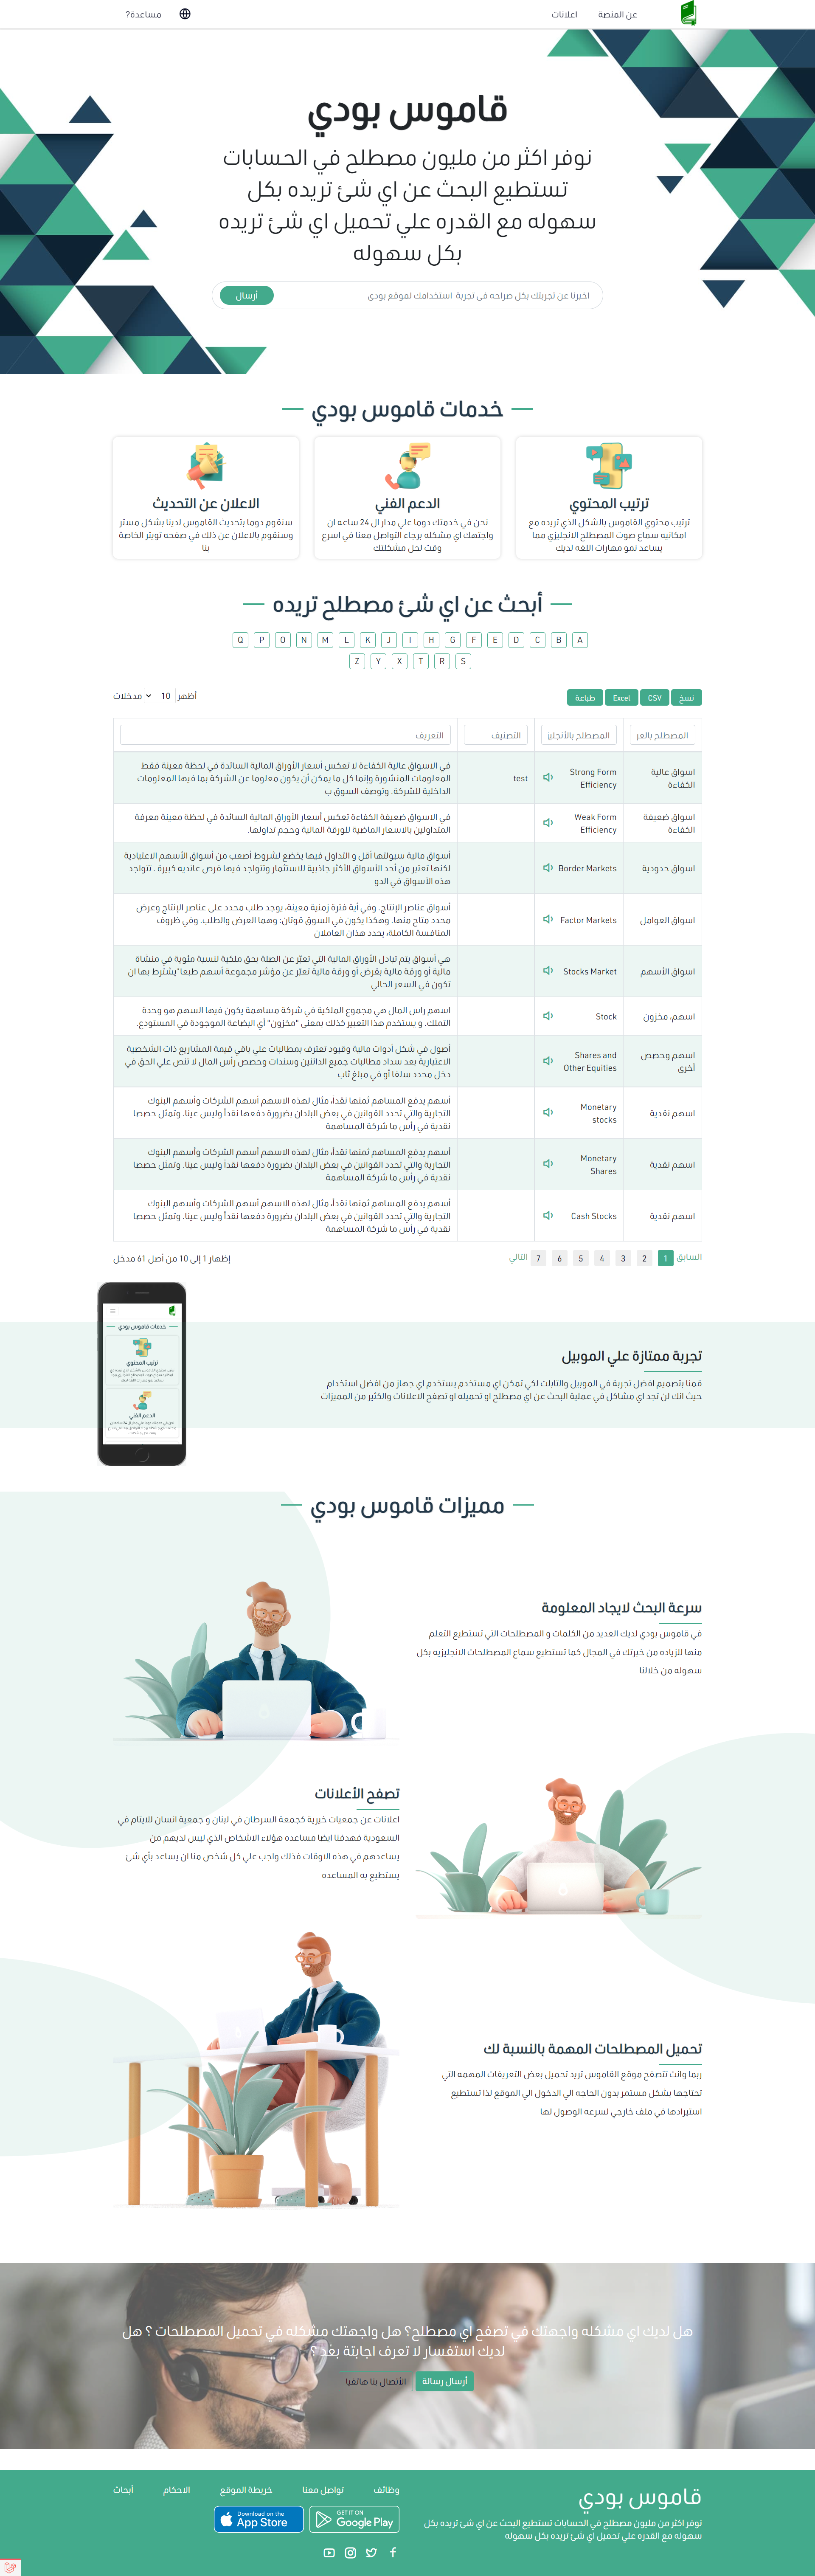 عن المنصة
اعلانات
مساعدة?
قاموس بودي
نوفر اكثر من مليون مصطلح في الحسابات
تستطيع البحث عن اي شئ تريده بكل
سهوله مع القدره علي تحميل اي شئ تريده
بكل سهوله
اخبرنا عن تجربتك بكل صراحه فى تجربة استخدامك لموقع بودى
أرسال
خدمات قاموس بودي
ترتيب المحتوي
ترتيب محتوي القاموس بالشكل الذي تريده مع
امكانيه سماع صوت المصطلح الانجليزي مما
يساعد نمو مهارات اللغه لديك
الدعم الفني
نحن في خدمتك دوما علي مدار ال 24 ساعه ان
واجتهك اي مشكله برجاء التواصل معنا في اسرع
وقت لحل مشكلتك
الاعلان عن التحديث
سنقوم دوما بتحديث القاموس لدينا بشكل مستر
وسنقوم بالاعلان عن ذلك في صفحه تويتر الخاصة
بنا
أبحث عن اي شئ مصطلح تريده
A B C D E F G H I J K L M N O P Q
S R T X Y Z
نسخ
CSV
Excel
طباعة
أظهر 10 مدخلات
المصطلح بالعر
المصطلح بالأنجليز
التصنيف
التعريف
اسواق عالية
الكفاءة
Strong Form
Efficiency
test
في الاسواق عالية الكفاءة لا تعكس أسعار الأوراق المالية السائدة في لحظة معينة فقط
المعلومات المنشورة وإنما كل ما يمكن أن يكون معلوما عن الشركة بما فيها المعلومات
الداخلية للشركة. وتوصف السوق ب
اسواق ضعيفة
الكفاءة
Weak Form
Efficiency
في الاسواق ضعيفة الكفاءة تعكس أسعار الأوراق المالية السائدة في لحظة معينة معرفة
المتداولين بالاسعار الماضية للورقة المالية وحجم تداولها.
اسواق حدودية
Border Markets
أسواق مالية سيولتها أقل و التداول فيها يخضع لشروط أصعب من أسواق الأسهم الاعتيادية
لكنها تعتبر من أحد الأسواق الأكثر جاذبية للاستثمار وتتواجد فيها فرص عائديه كبيرة . تتواجد
هذه الأسواق في الدو
اسواق العوامل
Factor Markets
أسواق عناصر الإنتاج. وفي أية فترة زمنية معينة، يوجد طلب محدد على عناصر الإنتاج وعرض
محدد متاح منها. وهكذا يكون في السوق قوتان: وهما العرض والطلب. وفي ظروف
المنافسة الكاملة، يحدد هذان العاملان
اسواق الأسهم
Stocks Market
هي أسواق يتم تبادل الأوراق المالية التي تعبّر عن الصلة بحق ملكية لنسبة مئوية في منشاة
مالية أو ورقة مالية بقرض أو ورقة مالية تعبّر عن مؤشر مجموعة أسهم طبعا ًيشترط بها ان
تكون في السعر الحالي
اسهم، مخزون
Stock
اسهم راس المال هي مجموع الملكية في شركة مساهمة يكون فيها السهم هو وحدة
التملك. و يستخدم هذا التعبير كذلك بمعنى "مخزون" أي البضاعة الموجودة في المستودع.
اسهم وحصص
أخرى
Shares and
Other Equities
أصول في شكل أدوات مالية وقيود تعترف بمطالبات علي باقي قيمة المشاريع ذات الشخصية
الاعتبارية بعد سداد مطالبات جميع الدائنين وسندات وحصص رأس المال لا تنص علي الحق في
دخل محدد سلفا أو في مبلغ ثاب
اسهم نقدية
Monetary
stocks
أسهم يدفع المساهم ثمنها نقداً، مثال لهذه الاسهم أسهم الشركات وأسهم البنوك
التجارية والتي تحدد القوانين في بعض البلدان بضرورة دفعها نقداً وليس عينا. وتمثل حصصا
نقدية في رأس ما شركة المساهمة
اسهم نقدية
Monetary
Shares
أسهم يدفع المساهم ثمنها نقداً، مثال لهذه الاسهم أسهم الشركات وأسهم البنوك
التجارية والتي تحدد القوانين في بعض البلدان بضرورة دفعها نقداً وليس عينا. وتمثل حصصا
نقدية في رأس ما شركة المساهمة
اسهم نقدية
Cash Stocks
أسهم يدفع المساهم ثمنها نقداً، مثال لهذه الاسهم أسهم الشركات وأسهم البنوك
التجارية والتي تحدد القوانين في بعض البلدان بضرورة دفعها نقداً وليس عينا. وتمثل حصصا
نقدية في رأس ما شركة المساهمة
السابق 1 2 3 4 5 6 7 التالي
إظهار 1 إلى 10 من أصل 61 مدخل
خدمات قاموس بودي
ترتيب المحتوي
الدعم الفني
تجربة ممتازة علي الموبيل
قمنا بتصميم افضل تجربة في الموبيل والتابلت لكي تمكن اي مستخدم يستخدم اي جهاز من افضل استخدام
حيث انك لن تجد اي مشاكل في عملية البحث عن اي مصطلح او تحميله او تصفح الاعلانات والكثير من المميزات
مميزات قاموس بودي
سرعة البحث لايجاد المعلومة
في قاموس بودي لديك العديد من الكلمات و المصطلحات التي تستطيع التعلم
منها للزياده من خبرتك في المجال كما تستطيع سماع المصطلحات الانجليزيه بكل
سهوله من خلالنا
تصفح الأعلانات
اعلانات عن جمعيات خيرية كجمعة السرطان في لبنان و جمعية انسان للايتام في
السعودية فهدفنا ايضا مساعده هؤلاء الاشخاص الذي ليس لديهم من
يساعدهم في هذه الاوقات فذلك واجب علي كل شخص منا ان يساعد بأي شئ
يستطيع به المساعده
تحميل المصطلحات المهمة بالنسبة لك
ربما وانت تتصفح موقع القاموس تريد تحميل بعض التعريفات المهمه التي
تحتاجها بشكل مستمر بدون الحاجه الي الدخول الي الموقع لذا تستطيع
استيرادها في ملف خارجي لسرعه الوصول لها
هل لديك اي مشكله واجهتك في تصفح اي مصطلح؟ هل واجهتك مشكله في تحميل المصطلحات ؟ هل
لديك استفسار لا تعرف اجابتة بعد ؟
أرسال رسالة
الأتصال بنا هاتفيا
قاموس بودي
نوفر اكثر من مليون مصطلح في الحسابات تستطيع البحث عن اي شئ تريده بكل
سهوله مع القدره علي تحميل اي شئ تريده بكل سهوله
وظائف
تواصل معنا
خريطة الموقع
الاحكام
أبحاث
GET IT ON
Google Play
Download on the
App Store